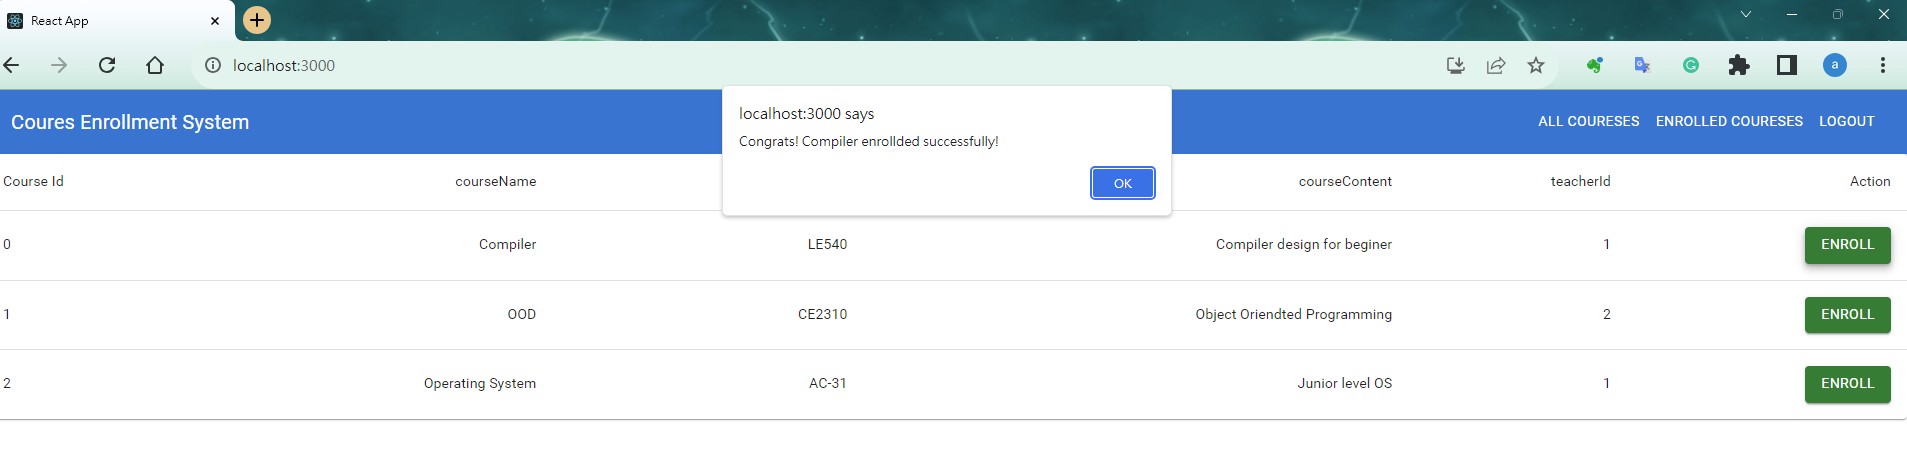 React App
localhost:3000
a
localhost:3000 says
Congrats! Compiler enrollded successfully!
OK
Coures Enrollment System
ALL COURESES ENROLLED COURESES LOGOUT
Course Id courseName courseContent teacherId Action
0 Compiler LE540 Compiler design for beginer 1 ENROLL
1 OOD CE2310 Object Oriendted Programming 2 ENROLL
2 Operating System AC-31 Junior level OS 1 ENROLL